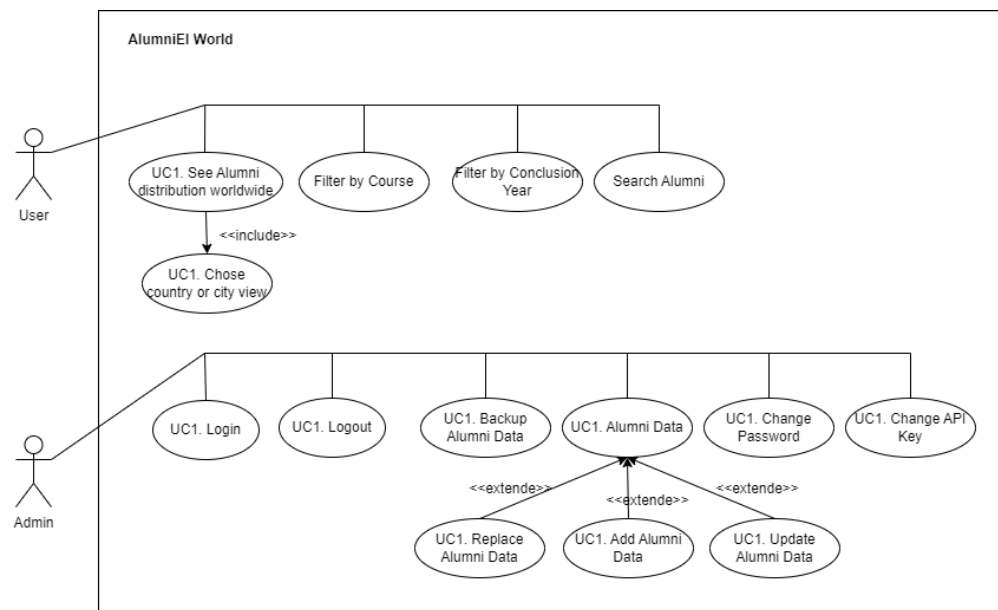 AlumniEI World
User
UC1. See Alumni
distribution worldwide
Filter by Course
Filter by Conclusion
Year
Search Alumni
<<include>>
UC1. Chose
country or city view
Admin
UC1. Login
UC1. Logout
UC1. Backup
Alumni Data
UC1. Alumni Data
UC1. Change
Password
UC1. Change API
Key
<<extende>>
<<extende>>
<<extende>>
UC1. Replace
Alumni Data
UC1. Add Alumni
Data
UC1. Update
Alumni Data